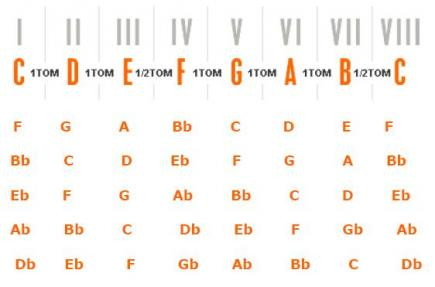 I II III IV V VI VII VIII
C 1TOM D 1TOM E 1/2TOM F 1TOM G 1TOM A 1TOM B 1/2TOM C
F G A Bb C D E F
Bb C D Eb F G A Bb
Eb F G Ab Bb C D Eb
Ab Bb C Db Eb F Gb Ab
Db Eb F Gb Ab Bb C Db